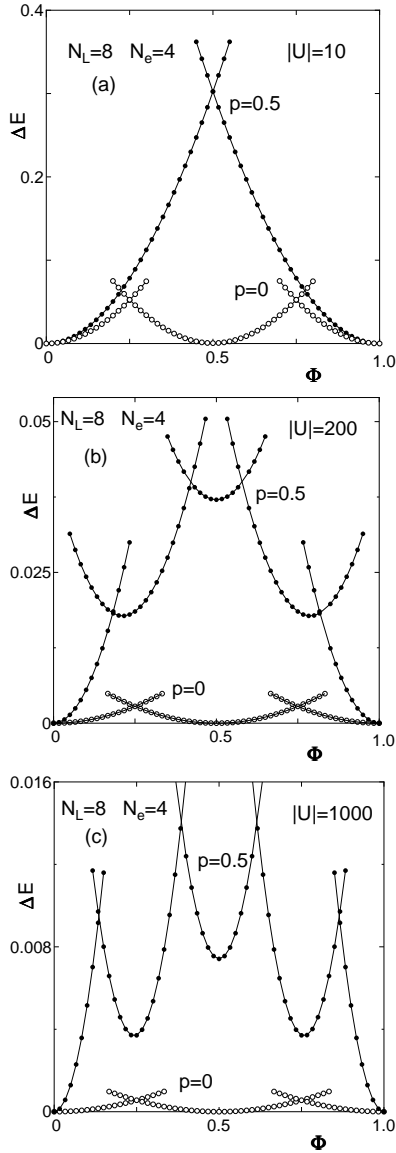 0.4
N_L=8 N_e=4 |U|=10
(a)
p=0.5
ΔE
0.2
p=0
0
0 0.5 Φ 1.0
0.05
N_L=8 N_e=4 |U|=200
(b)
ΔE
p=0.5
0.025
p=0
0
0 0.5 Φ 1.0
0.016
N_L=8 N_e=4 |U|=1000
(c)
p=0.5
ΔE
0.008
p=0
0
0 0.5 Φ 1.0